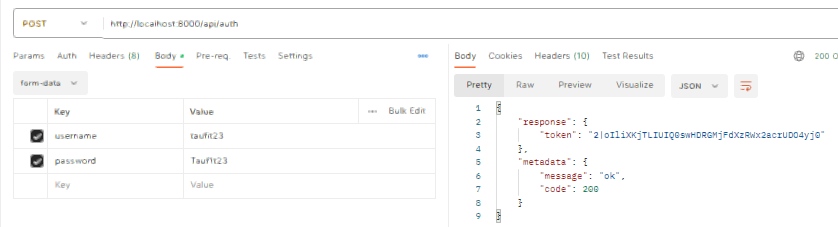 POST http://localhost:8000/api/auth
Params Auth Headers (8) Body Pre-req. Tests Settings
form-data
Key Value Bulk Edit
username taufit23
password Taufit23
Key Value
Body Cookies Headers (10) Test Results 200 O
Pretty Raw Preview Visualize JSON
1 {
2 "response": {
3 "token": "2|oIliXKjTLIUIQ0swHDRGMjFdXzRWx2acrUDO4yj0"
4 },
5 "metadata": {
6 "message": "ok",
7 "code": 200
8 }
9 }